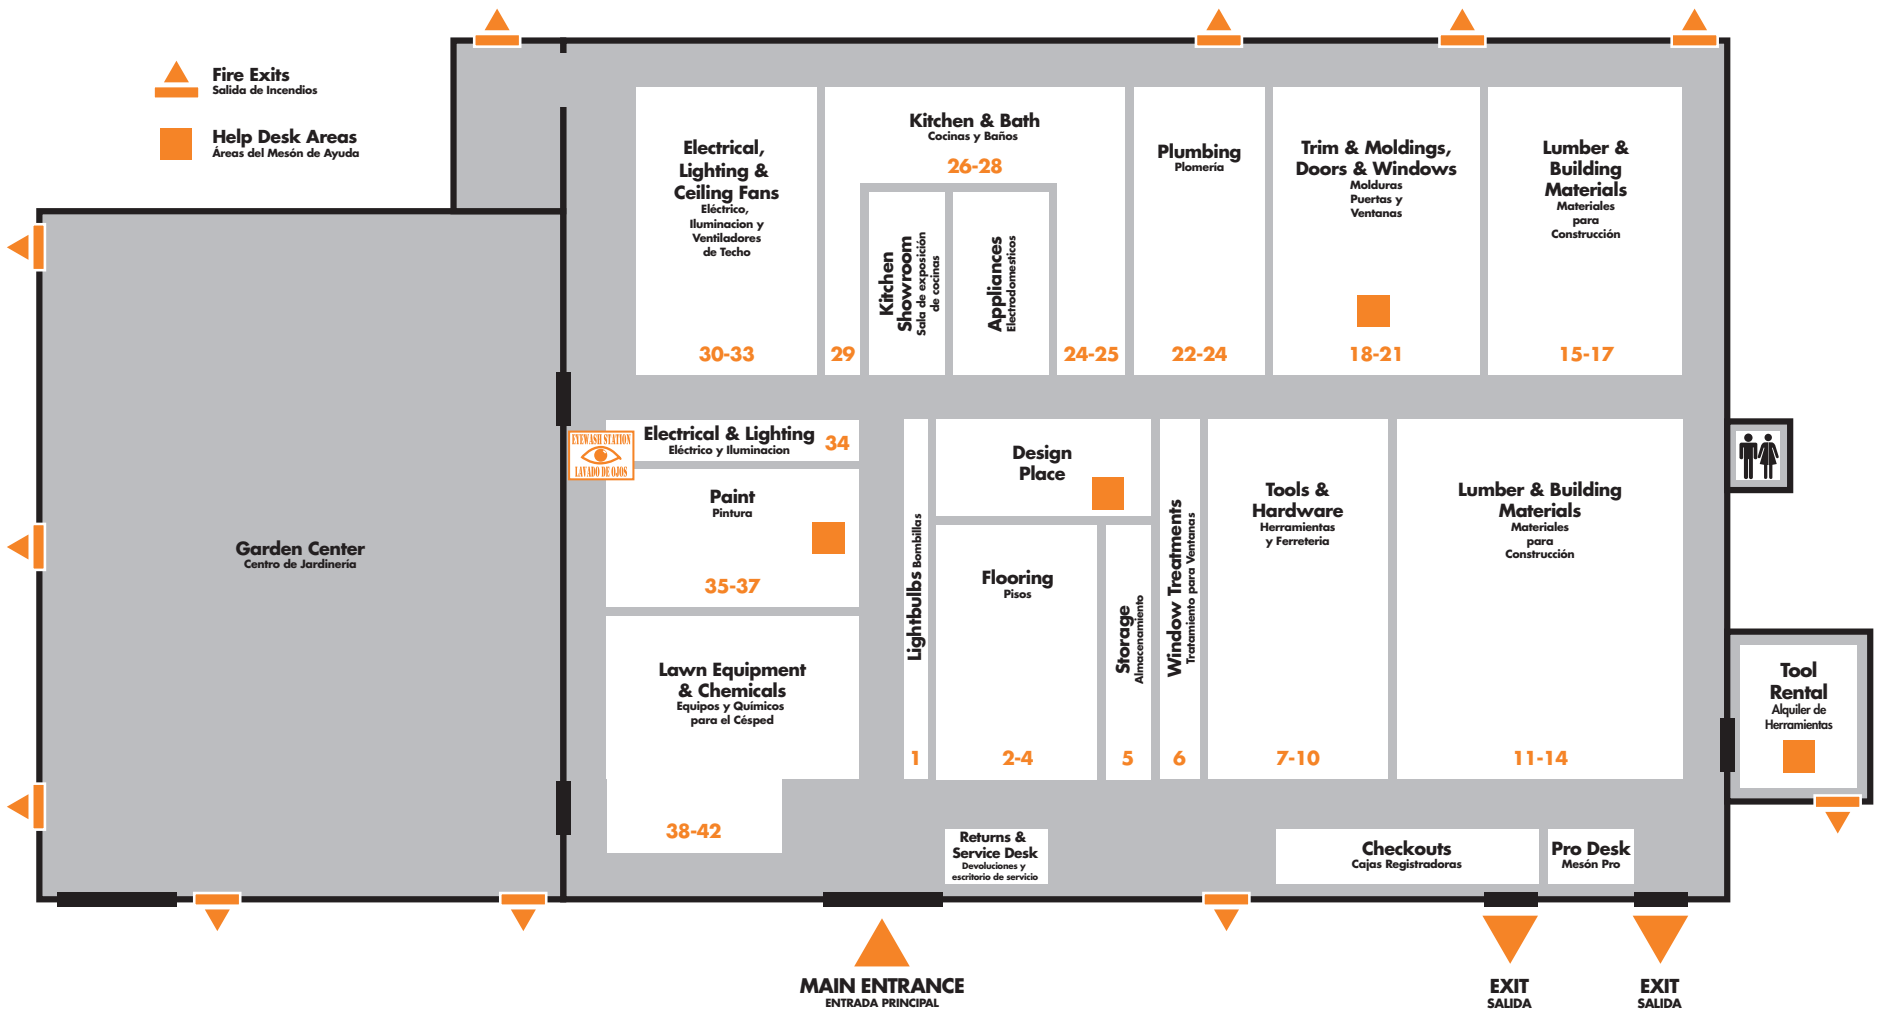 Fire Exits
Salida de Incendios
Help Desk Areas
Áreas del Mesón de Ayuda
Electrical,
Lighting &
Ceiling Fans
Eléctrico,
Iluminacion y
Ventiladores
de Techo
30-33
Kitchen & Bath
Cocinas y Baños
26-28
29
Kitchen
Showroom
Sala de exposición
de cocinas
Appliances
Electrodomesticos
24-25
Plumbing
Plomería
22-24
Trim & Moldings,
Doors & Windows
Molduras
Puertas y
Ventanas
18-21
Lumber &
Building
Materials
Materiales
para
Construcción
15-17
EYEWASH STATION
LAVADO DE OJOS
Electrical & Lighting
Eléctrico y Iluminacion
34
Paint
Pintura
35-37
Garden Center
Centro de Jardinería
Lawn Equipment
& Chemicals
Equipos y Químicos
para el Césped
38-42
Lightbulbs Bombillas
1
Design
Place
Flooring
Pisos
2-4
Storage
Almacenamiento
5
Window Treatments
Tratamiento para Ventanas
6
Tools &
Hardware
Herramientas
y Ferreteria
7-10
Lumber & Building
Materials
Materiales
para
Construcción
11-14
Tool
Rental
Alquiler de
Herramientas
Returns &
Service Desk
Devoluciones y
escritorio de servicio
Checkouts
Cajas Registradoras
Pro Desk
Mesón Pro
MAIN ENTRANCE
ENTRADA PRINCIPAL
EXIT
SALIDA
EXIT
SALIDA